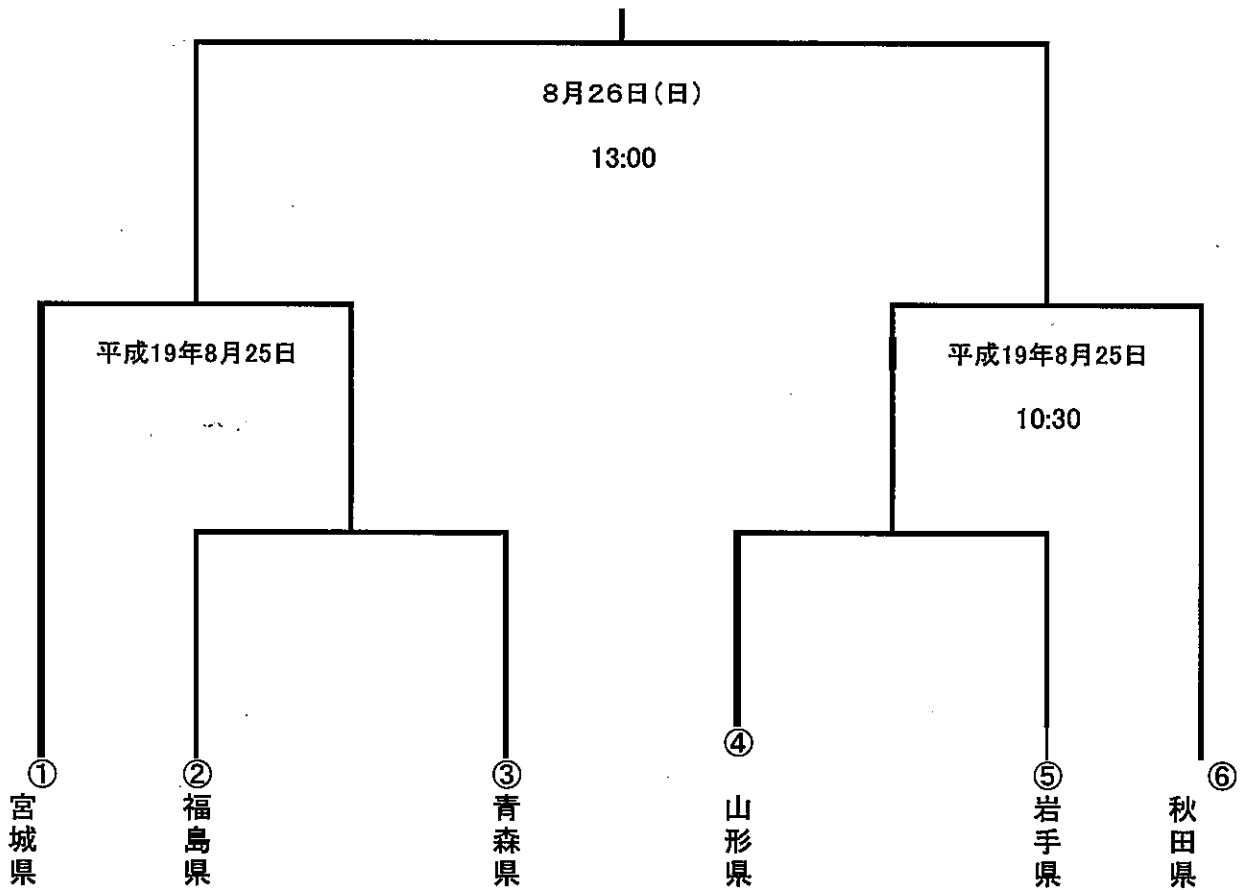 8月26日(日)
13:00
平成19年8月25日
平成19年8月25日
10:30
①
宮城県
②
福島県
③
青森県
④
山形県
⑤
岩手県
⑥
秋田県